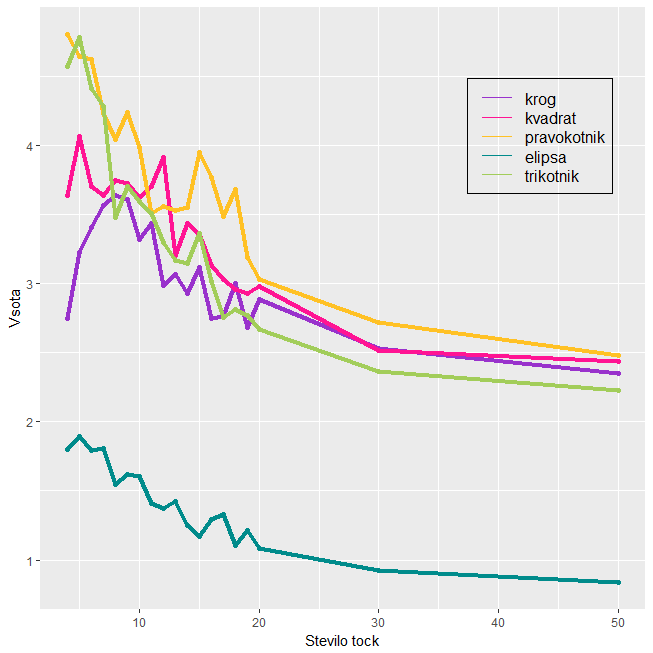 krog
kvadrat
pravokotnik
elipsa
trikotnik
4
3
2
1
Vsota
10
20
30
40
50
Stevilo tock